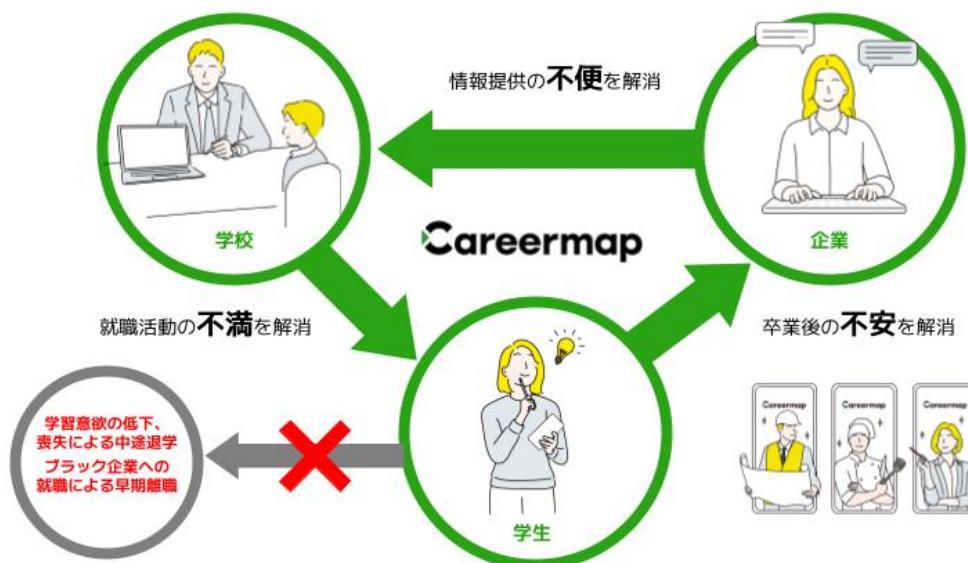 情報提供の不便を解消
学校
企業
Careermap
就職活動の不満を解消
卒業後の不安を解消
学習意欲の低下、
喪失による中途退学
ブラック企業への
就職による早期離職
学生
Careermap
Careermap
Careermap